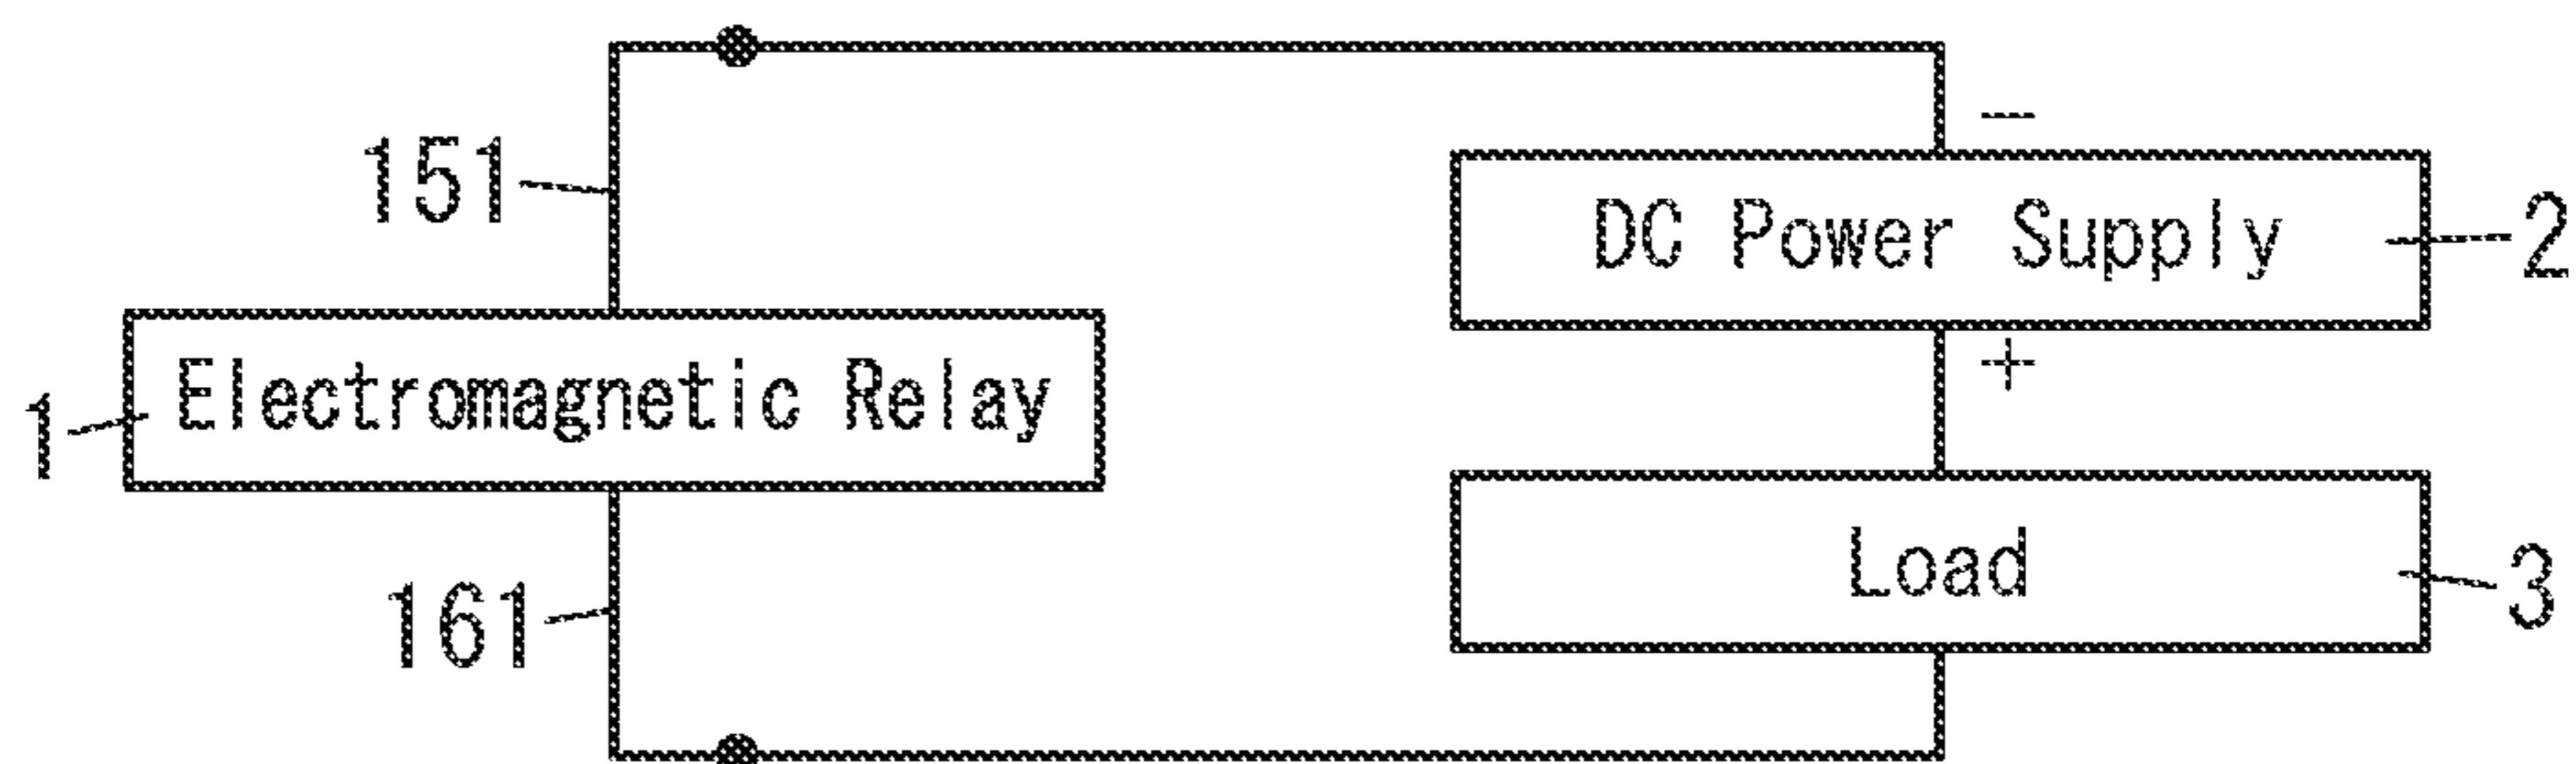 −
151
DC Power Supply
2
Electromagnetic Relay
1
+
161
Load
3